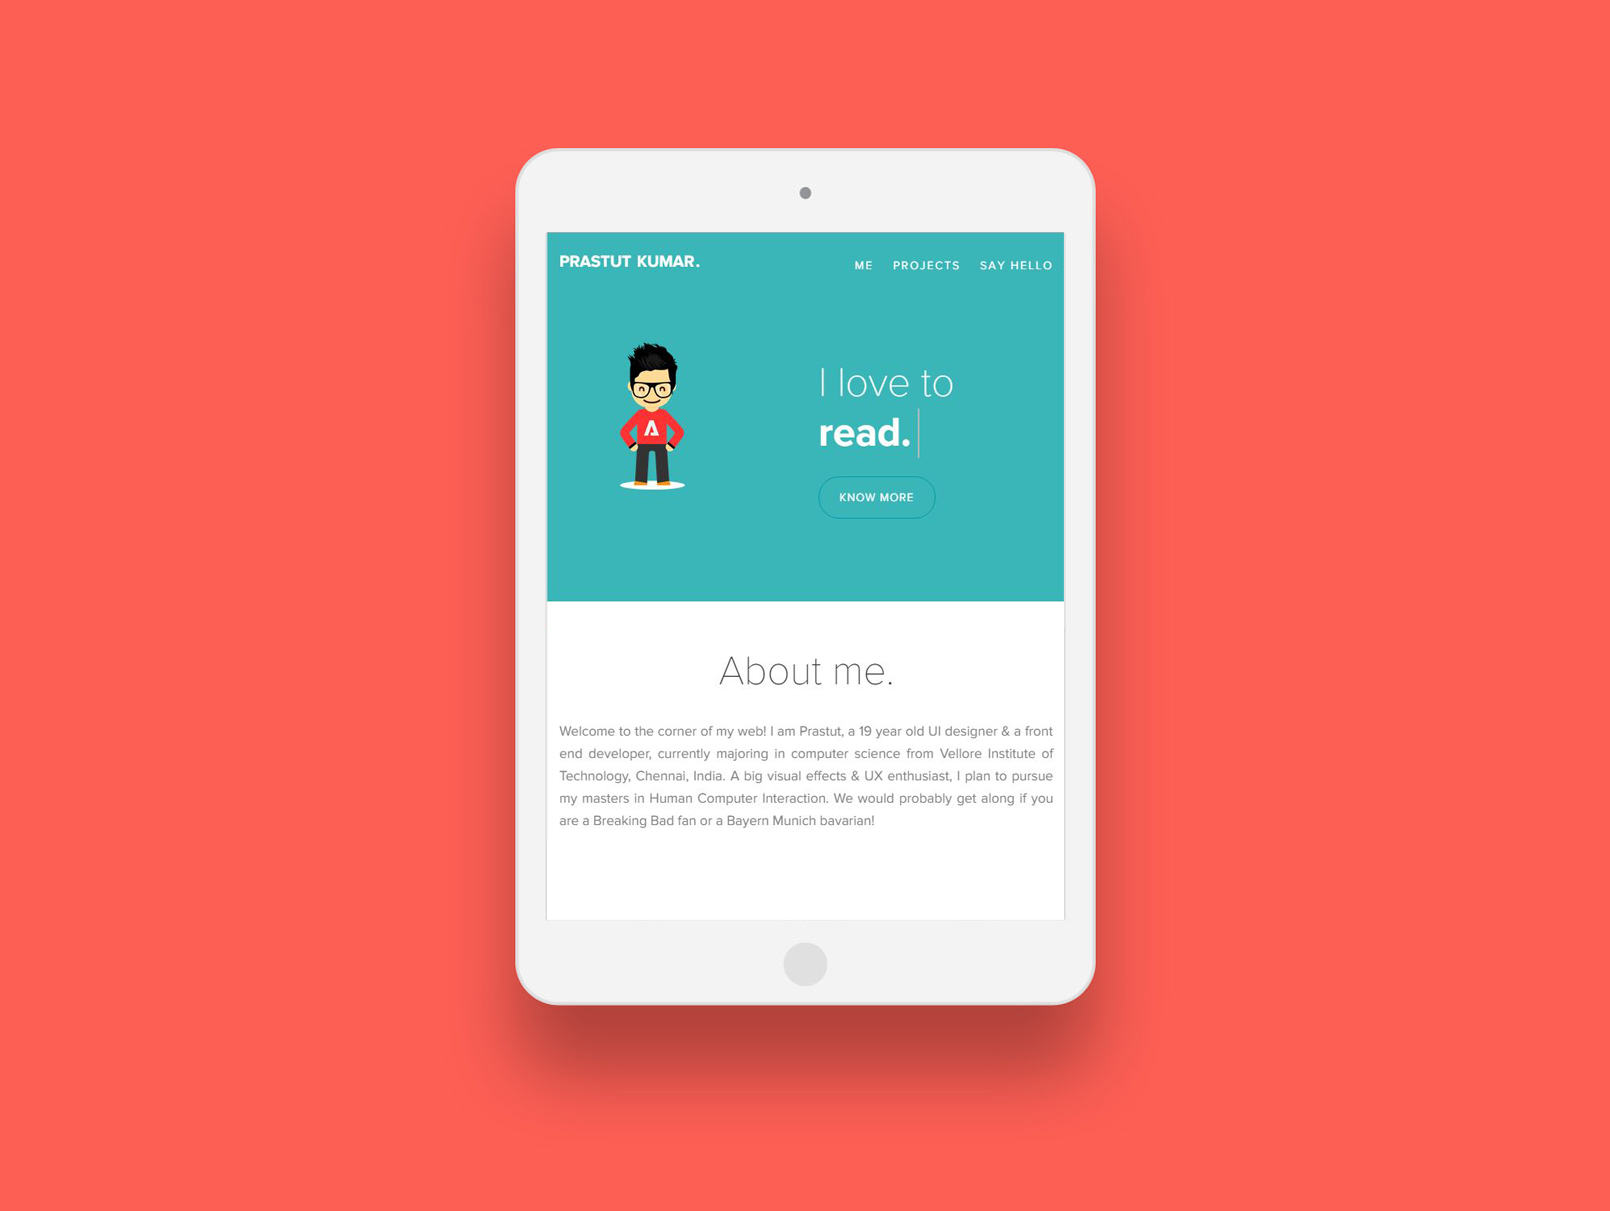 PRASTUT KUMAR.
ME PROJECTS SAY HELLO
I love to
read.
KNOW MORE
About me.
Welcome to the corner of my web! I am Prastut, a 19 year old UI designer & a front
end developer, currently majoring in computer science from Vellore Institute of
Technology, Chennai, India. A big visual effects & UX enthusiast, I plan to pursue
my masters in Human Computer Interaction. We would probably get along if you
are a Breaking Bad fan or a Bayern Munich bavarian!